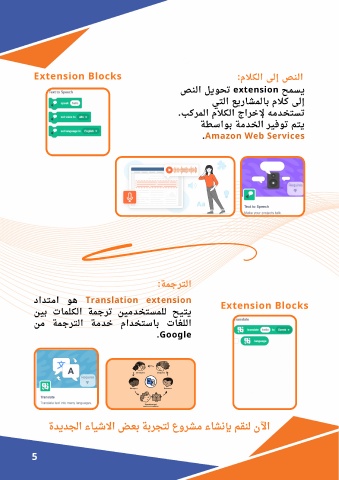 النص إلى الكلام:
Extension Blocks
يسمح extension تحويل النص
إلى كلام بالمشاريع التي
تستخدمه لإخراج الكلام المركب.
يتم توفير الخدمة بواسطة
Amazon Web Services.
Text to Speech
speak
set voice to
set language to English
Text to Speech
Make your projects talk.
الترجمة:
Translation extension هو امتداد
يتيح للمستخدمين ترجمة الكلمات بين
اللغات باستخدام خدمة الترجمة من
Google.
Extension Blocks
Translate
translate
to
language
A
Translate
Translate text into many languages.
الآن لنقم بإنشاء مشروع لتجربة بعض الاشياء الجديدة
5